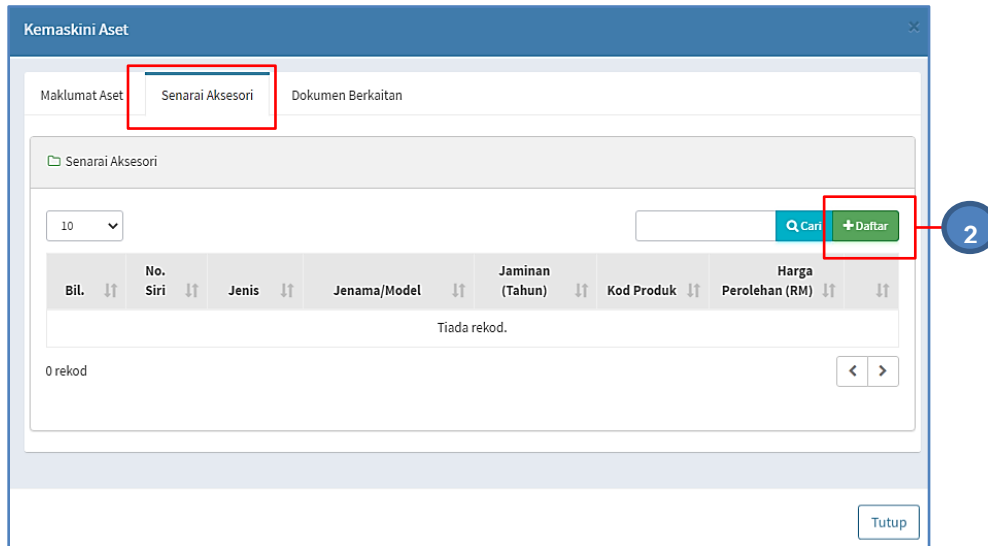 Kemaskini Aset ×
Maklumat Aset Senarai Aksesori Dokumen Berkaitan
Senarai Aksesori
10 Cari +Daftar
2
Bil. No. Siri Jenis Jenama/Model Jaminan (Tahun) Kod Produk Harga Perolehan (RM)
Tiada rekod.
0 rekod
Tutup